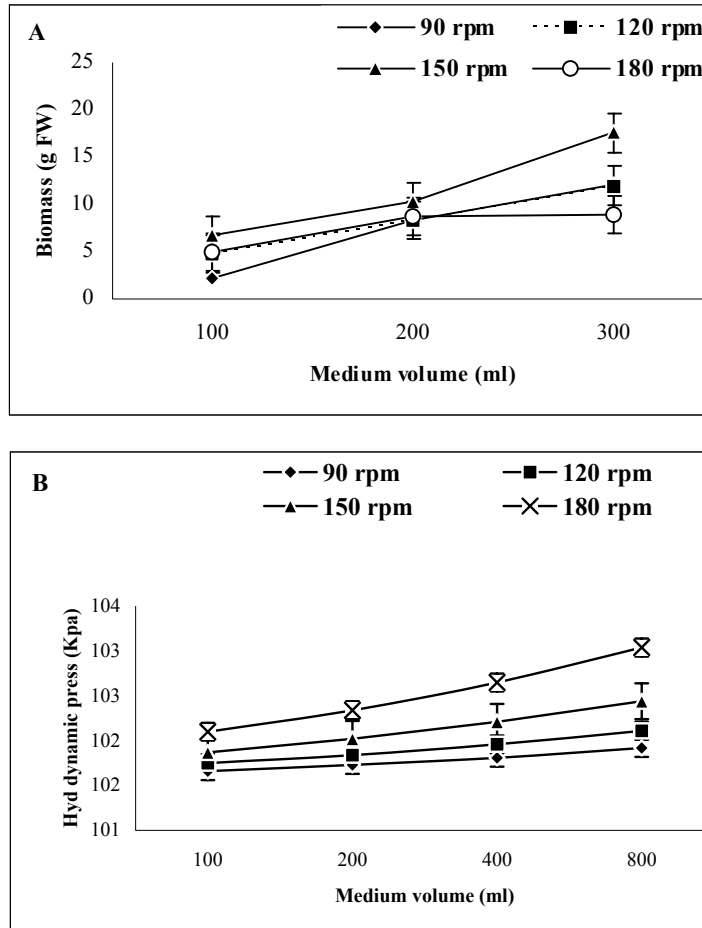 A
90 rpm 120 rpm
150 rpm 180 rpm
25
20
15
10
5
0
Biomass (g FW)
100 200 300
Medium volume (ml)
B
90 rpm 120 rpm
150 rpm 180 rpm
104
103
103
102
102
101
Hyd dynamic press (Kpa)
100 200 400 800
Medium volume (ml)